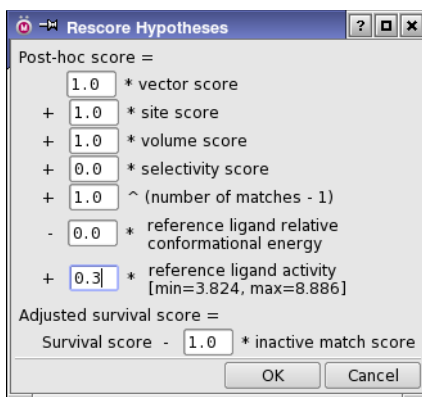 Rescore Hypotheses
Post-hoc score =
1.0 * vector score
+ 1.0 * site score
+ 1.0 * volume score
+ 0.0 * selectivity score
+ 1.0 ^ (number of matches - 1)
- 0.0 * reference ligand relative
conformational energy
+ 0.3 * reference ligand activity
[min=3.824, max=8.886]
Adjusted survival score =
Survival score - 1.0 * inactive match score
OK Cancel